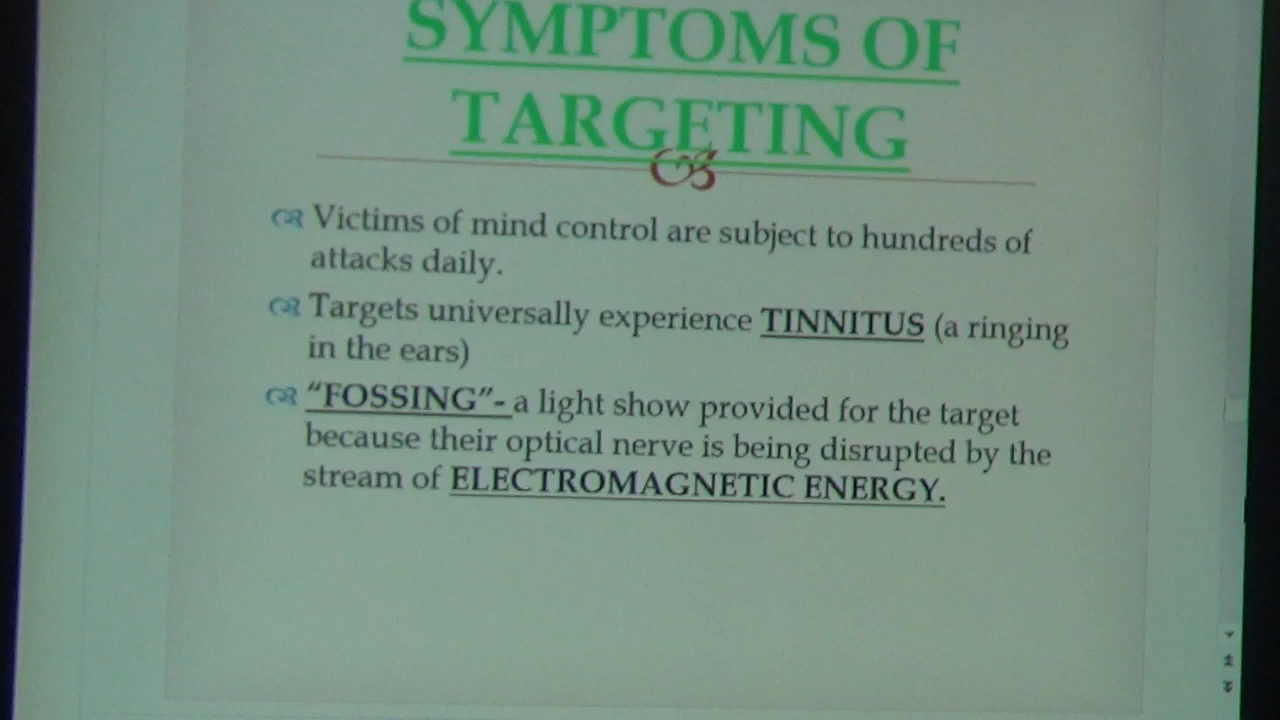 SYMPTOMS OF
TARGETING
Victims of mind control are subject to hundreds of
attacks daily.
Targets universally experience TINNITUS (a ringing
in the ears)
"FOSSING"- a light show provided for the target
because their optical nerve is being disrupted by the
stream of ELECTROMAGNETIC ENERGY.